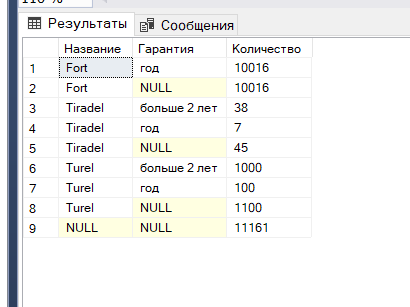 110 %
Результаты Сообщения
Название Гарантия Количество
1 Fort год 10016
2 Fort NULL 10016
3 Tiradel больше 2 лет 38
4 Tiradel год 7
5 Tiradel NULL 45
6 Turel больше 2 лет 1000
7 Turel год 100
8 Turel NULL 1100
9 NULL NULL 11161